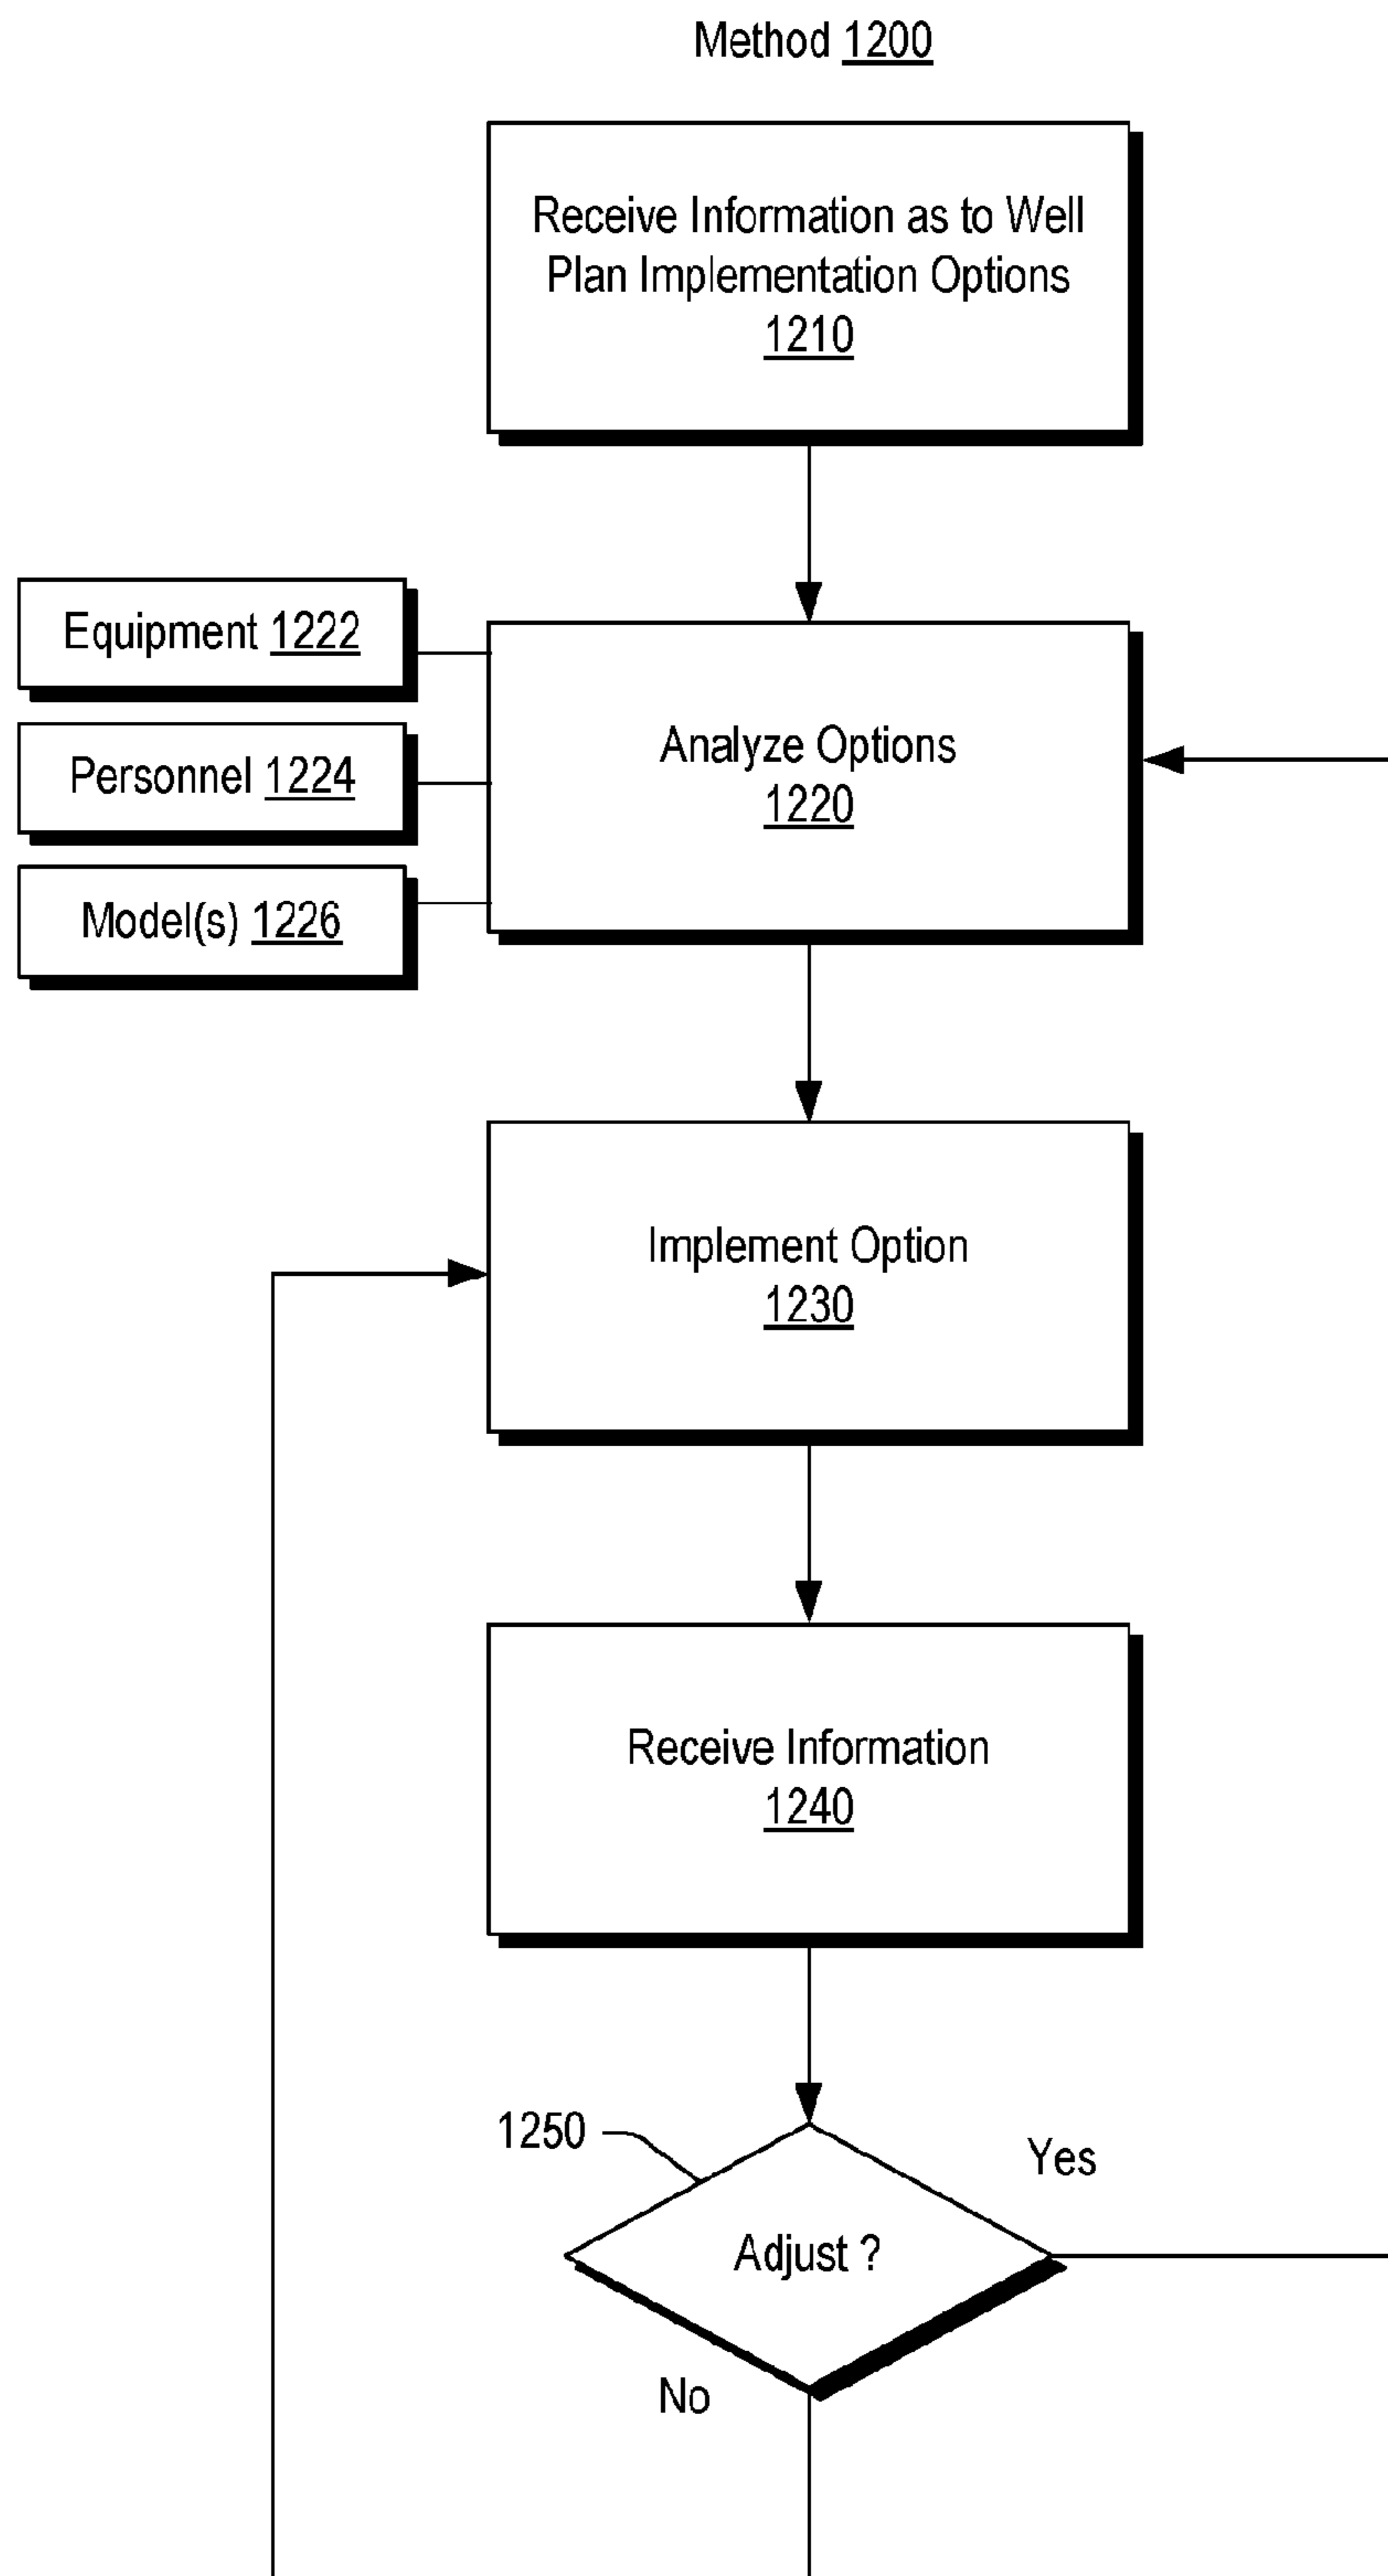 Method 1200
Receive Information as to Well
Plan Implementation Options
1210
Equipment 1222
Personnel 1224
Model(s) 1226
Analyze Options
1220
Implement Option
1230
Receive Information
1240
1250
Yes
Adjust ?
No